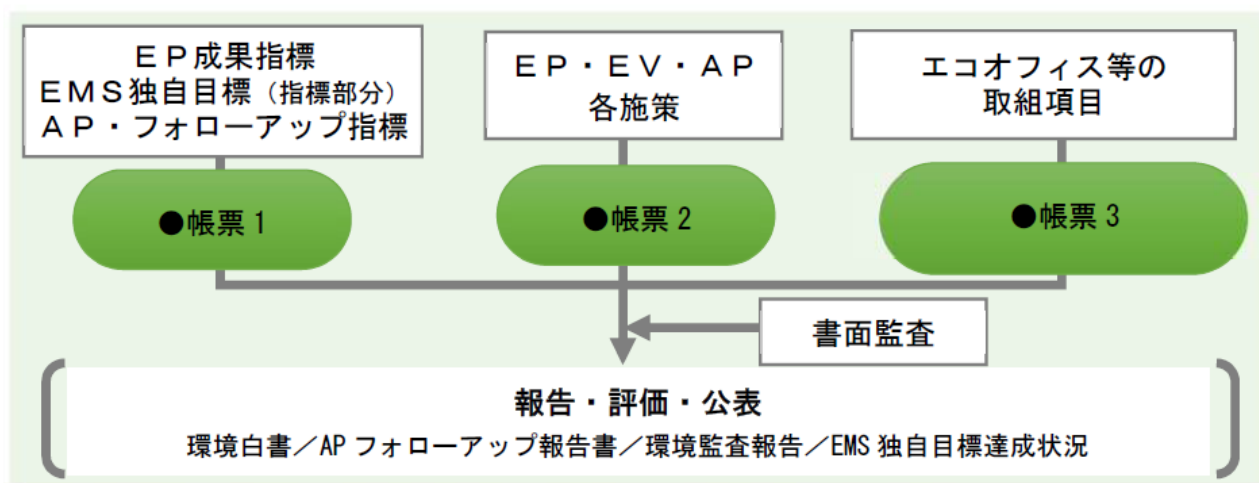 ＥＰ成果指標
ＥＭＳ独自目標（指標部分）
ＡＰ・フォローアップ指標
ＥＰ・ＥＶ・ＡＰ
各施策
エコオフィス等の
取組項目
●帳票１
●帳票２
●帳票３
書面監査
報告・評価・公表
環境白書／AP フォローアップ報告書／環境監査報告／EMS 独自目標達成状況